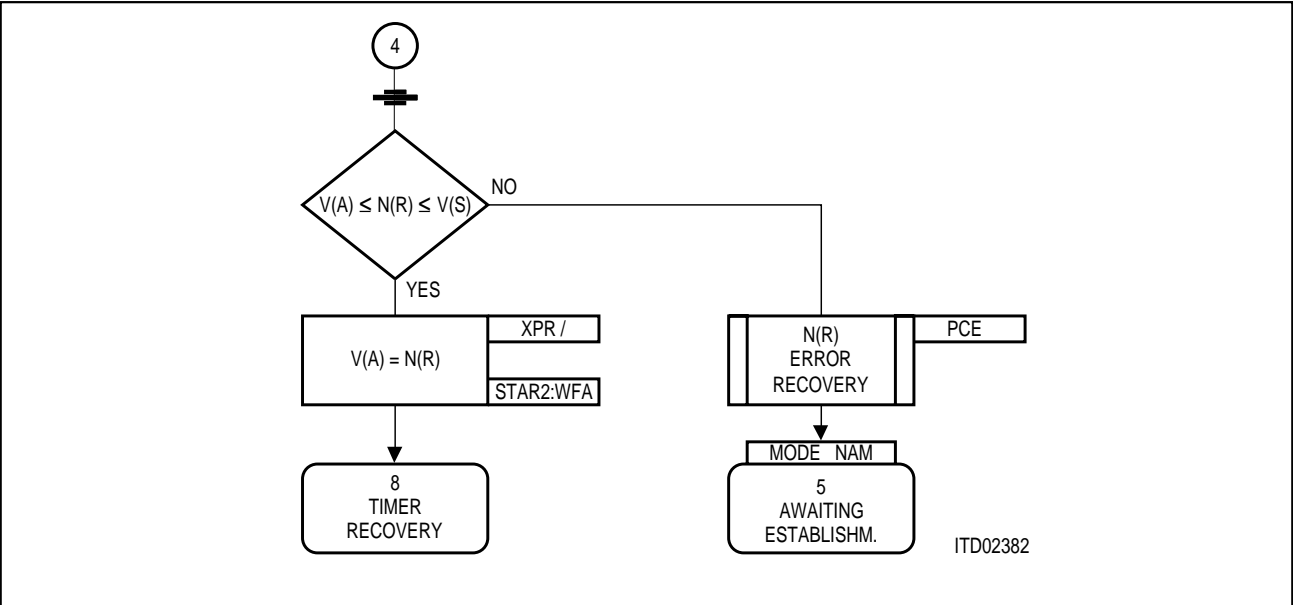 4
V(A) ≤ N(R) ≤ V(S)
NO
YES
V(A) = N(R)
XPR /
STAR2:WFA
N(R)
ERROR
RECOVERY
PCE
8
TIMER
RECOVERY
MODE NAM
5
AWAITING
ESTABLISHM.
ITD02382